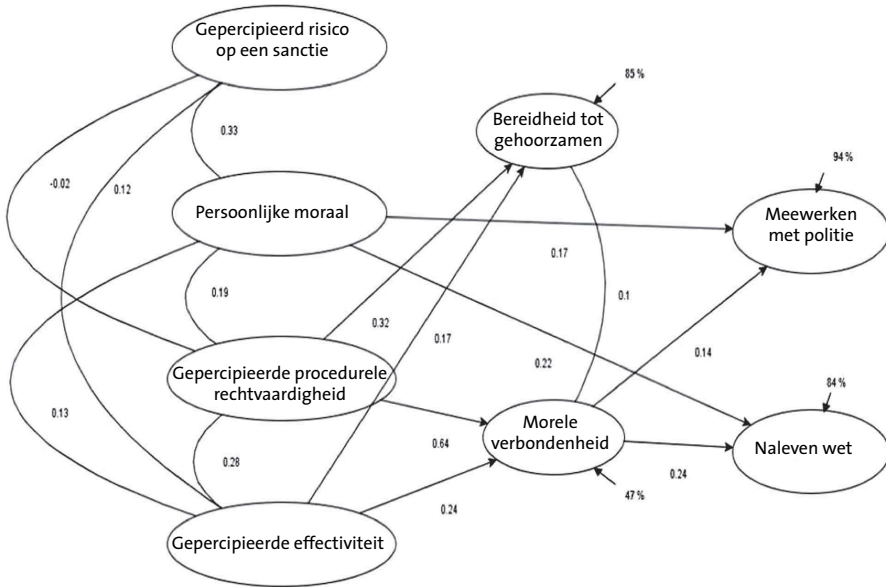 Gepercipieerd risico
op een sanctie
85 %
Bereidheid tot
gehoorzamen
0.33
94 %
-0.02
0.12
Persoonlijke moraal
Meewerken
met politie
0.17
0.19
0.1
0.32
0.17
0.14
0.22
Gepercipieerde procedurele
rechtvaardigheid
84 %
0.13
Morele
verbondenheid
0.64
Naleven wet
0.28
0.24
47 %
0.24
Gepercipieerde effectiviteit